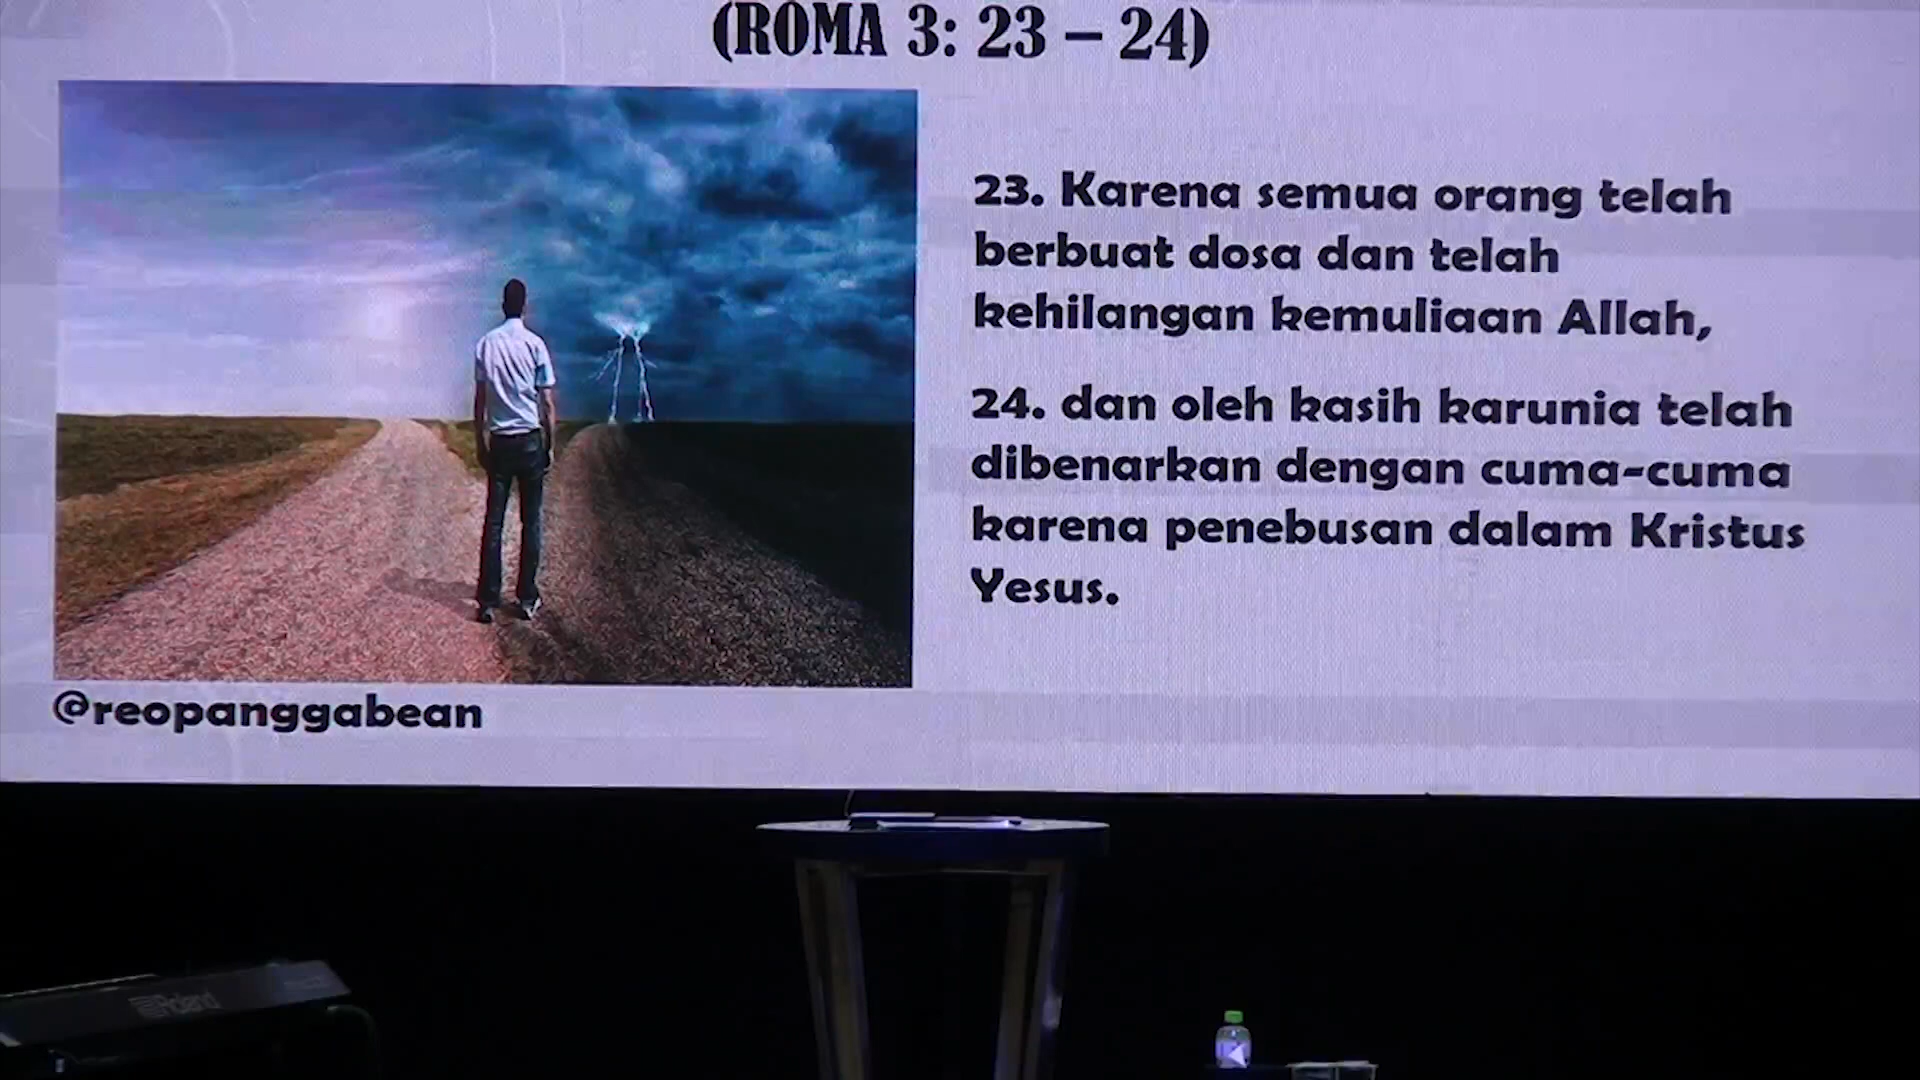 (ROMA 3: 23 – 24)
23. Karena semua orang telah
berbuat dosa dan telah
kehilangan kemuliaan Allah,
24. dan oleh kasih karunia telah
dibenarkan dengan cuma-cuma
karena penebusan dalam Kristus
Yesus.
@reopanggabean
Roland